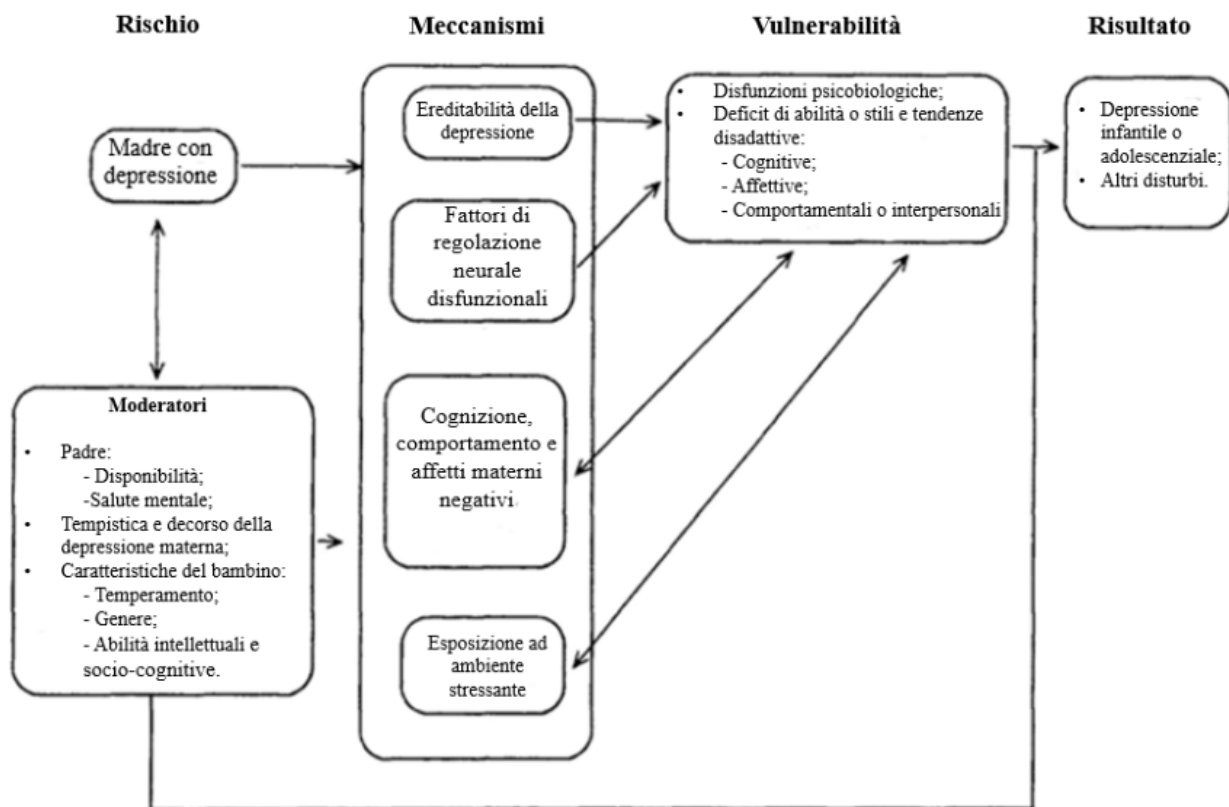 Rischio
Meccanismi
Vulnerabilità
Risultato
Madre con
depressione
Moderatori
• Padre:
- Disponibilità;
-Salute mentale;
• Tempistica e decorso della
depressione materna;
• Caratteristiche del bambino:
- Temperamento;
- Genere;
- Abilità intellettuali e
socio-cognitive.
Ereditabilità della
depressione
Fattori di
regolazione
neurale
disfunzionali
Cognizione,
comportamento e
affetti materni
negativi.
Esposizione ad
ambiente
stressante
• Disfunzioni psicobiologiche;
• Deficit di abilità o stili e tendenze
disadattive:
- Cognitive;
- Affettive;
- Comportamentali o interpersonali
• Depressione
infantile o
adolescenziale;
• Altri disturbi.